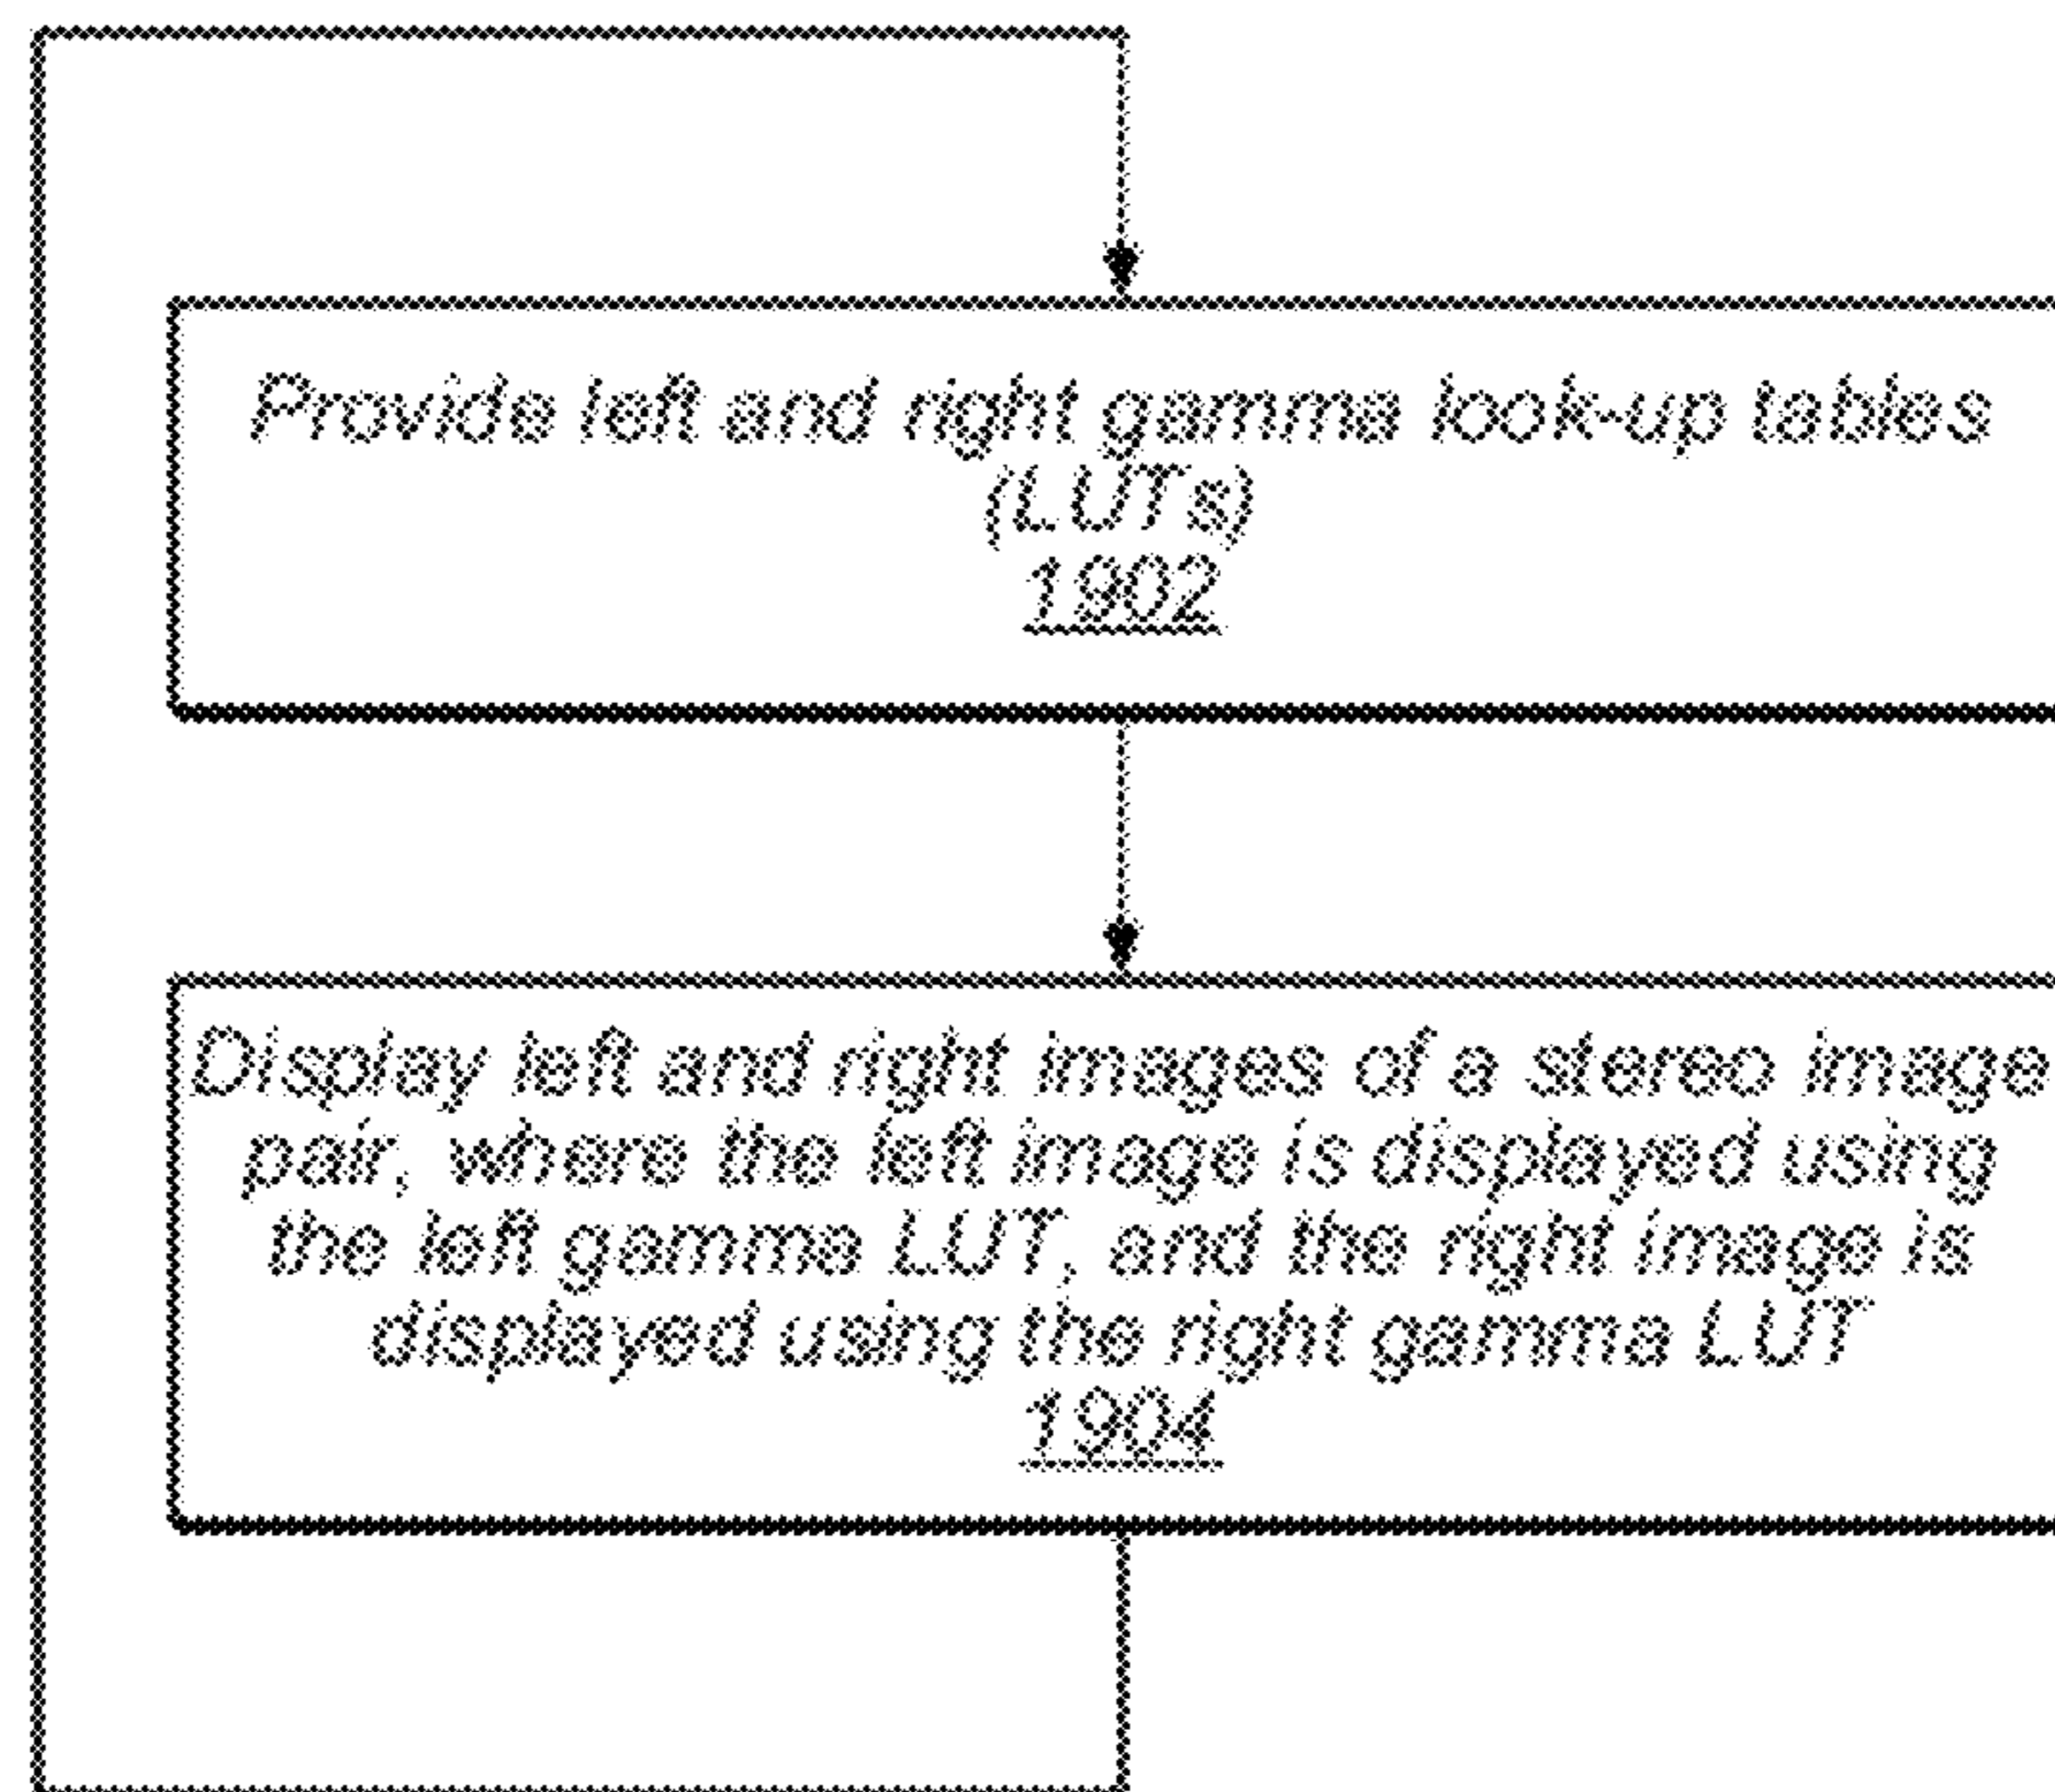 Provide left and right gamma look-up tables
(LUTs)
1902
Display left and right images of a stereo image
pair, where the left image is displayed using
the left gamma LUT, and the right image is
displayed using the right gamma LUT
1904